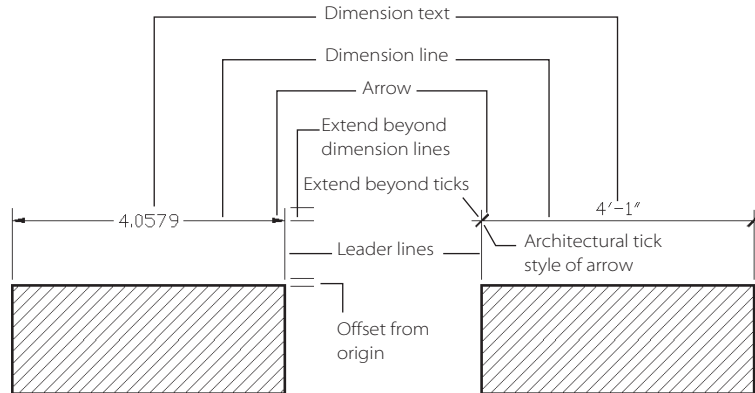 Dimension text
Dimension line
Arrow
Extend beyond
dimension lines
Extend beyond ticks
4.0579
4′-1″
Architectural tick
style of arrow
Leader lines
Offset from
origin